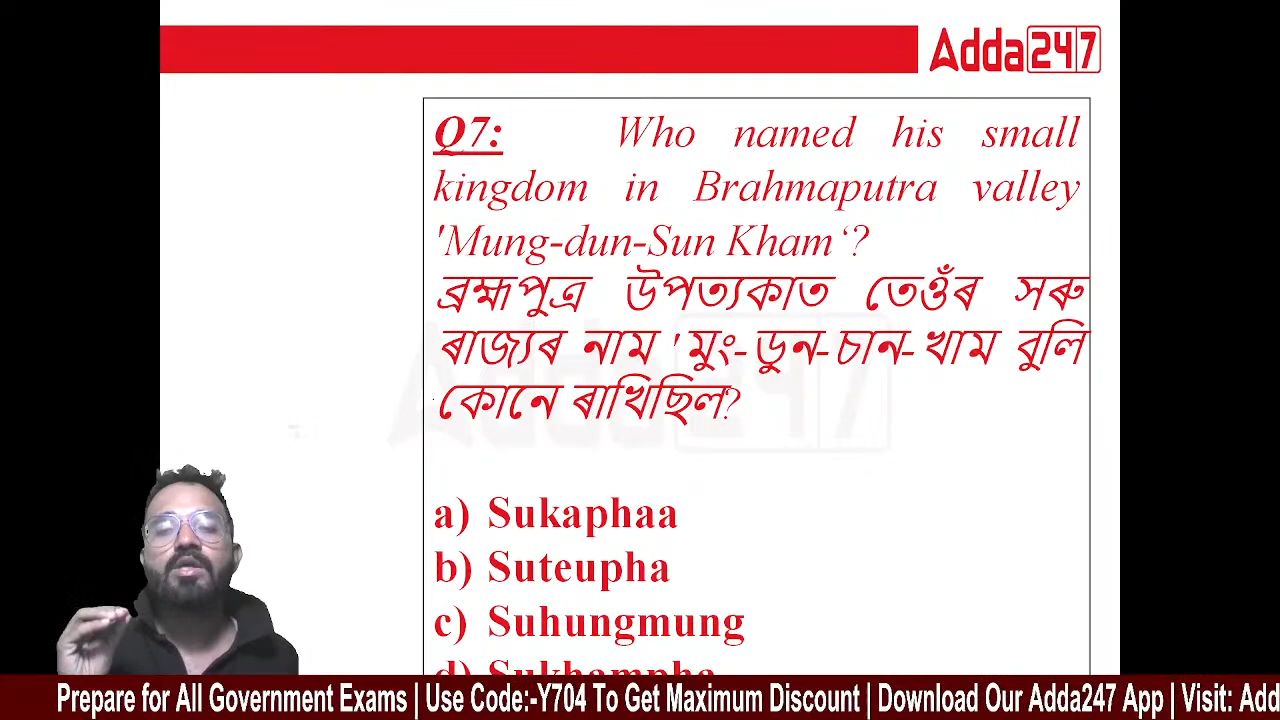 Adda247
Q7: Who named his small
kingdom in Brahmaputra valley
'Mung-dun-Sun Kham‘?
ব্ৰহ্মপুত্ৰ উপত্যকাত তেওঁৰ সৰু
ৰাজ্যৰ নাম 'মুং-ডুন-চান-খাম বুলি
কোনে ৰাখিছিল?
a) Sukaphaa
b) Suteupha
c) Suhungmung
d) Sukhampha
Prepare for All Government Exams | Use Code:-Y704 To Get Maximum Discount | Download Our Adda247 App | Visit: Add